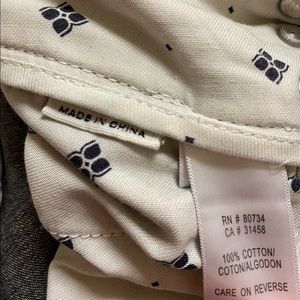 MADE IN CHINA
RN # 80734
CA # 31458
100% COTTON/
COTON/ALGODON
CARE ON REVERSE